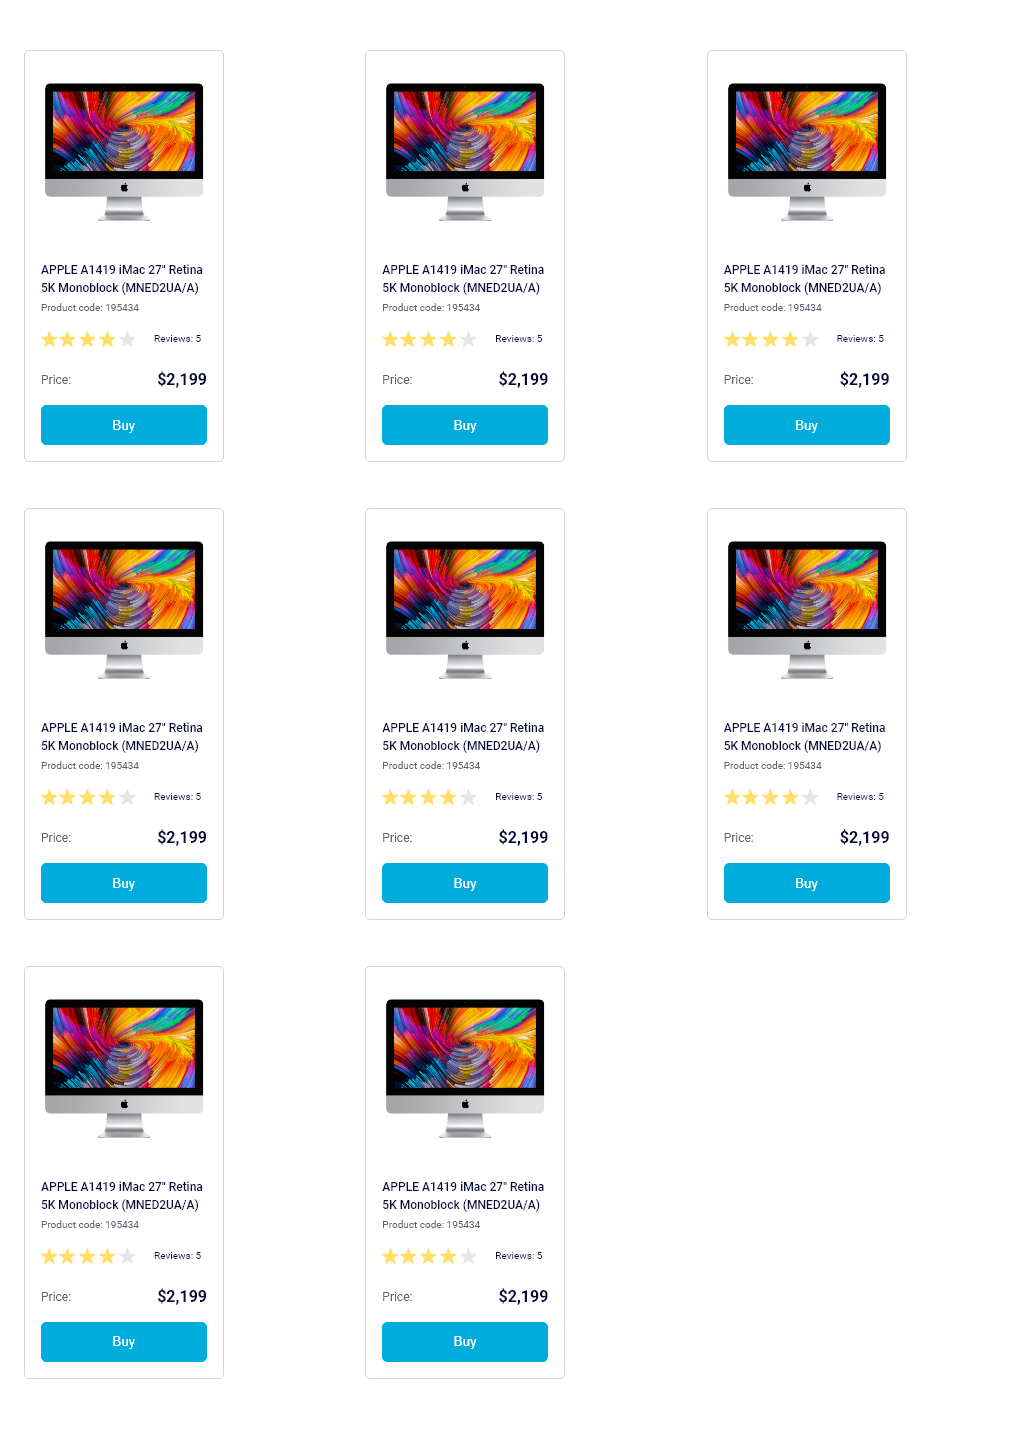 APPLE A1419 iMac 27" Retina
5K Monoblock (MNED2UA/A)
Product code: 195434
Reviews: 5
Price: $2,199
Buy
APPLE A1419 iMac 27" Retina
5K Monoblock (MNED2UA/A)
Product code: 195434
Reviews: 5
Price: $2,199
Buy
APPLE A1419 iMac 27" Retina
5K Monoblock (MNED2UA/A)
Product code: 195434
Reviews: 5
Price: $2,199
Buy
APPLE A1419 iMac 27" Retina
5K Monoblock (MNED2UA/A)
Product code: 195434
Reviews: 5
Price: $2,199
Buy
APPLE A1419 iMac 27" Retina
5K Monoblock (MNED2UA/A)
Product code: 195434
Reviews: 5
Price: $2,199
Buy
APPLE A1419 iMac 27" Retina
5K Monoblock (MNED2UA/A)
Product code: 195434
Reviews: 5
Price: $2,199
Buy
APPLE A1419 iMac 27" Retina
5K Monoblock (MNED2UA/A)
Product code: 195434
Reviews: 5
Price: $2,199
Buy
APPLE A1419 iMac 27" Retina
5K Monoblock (MNED2UA/A)
Product code: 195434
Reviews: 5
Price: $2,199
Buy